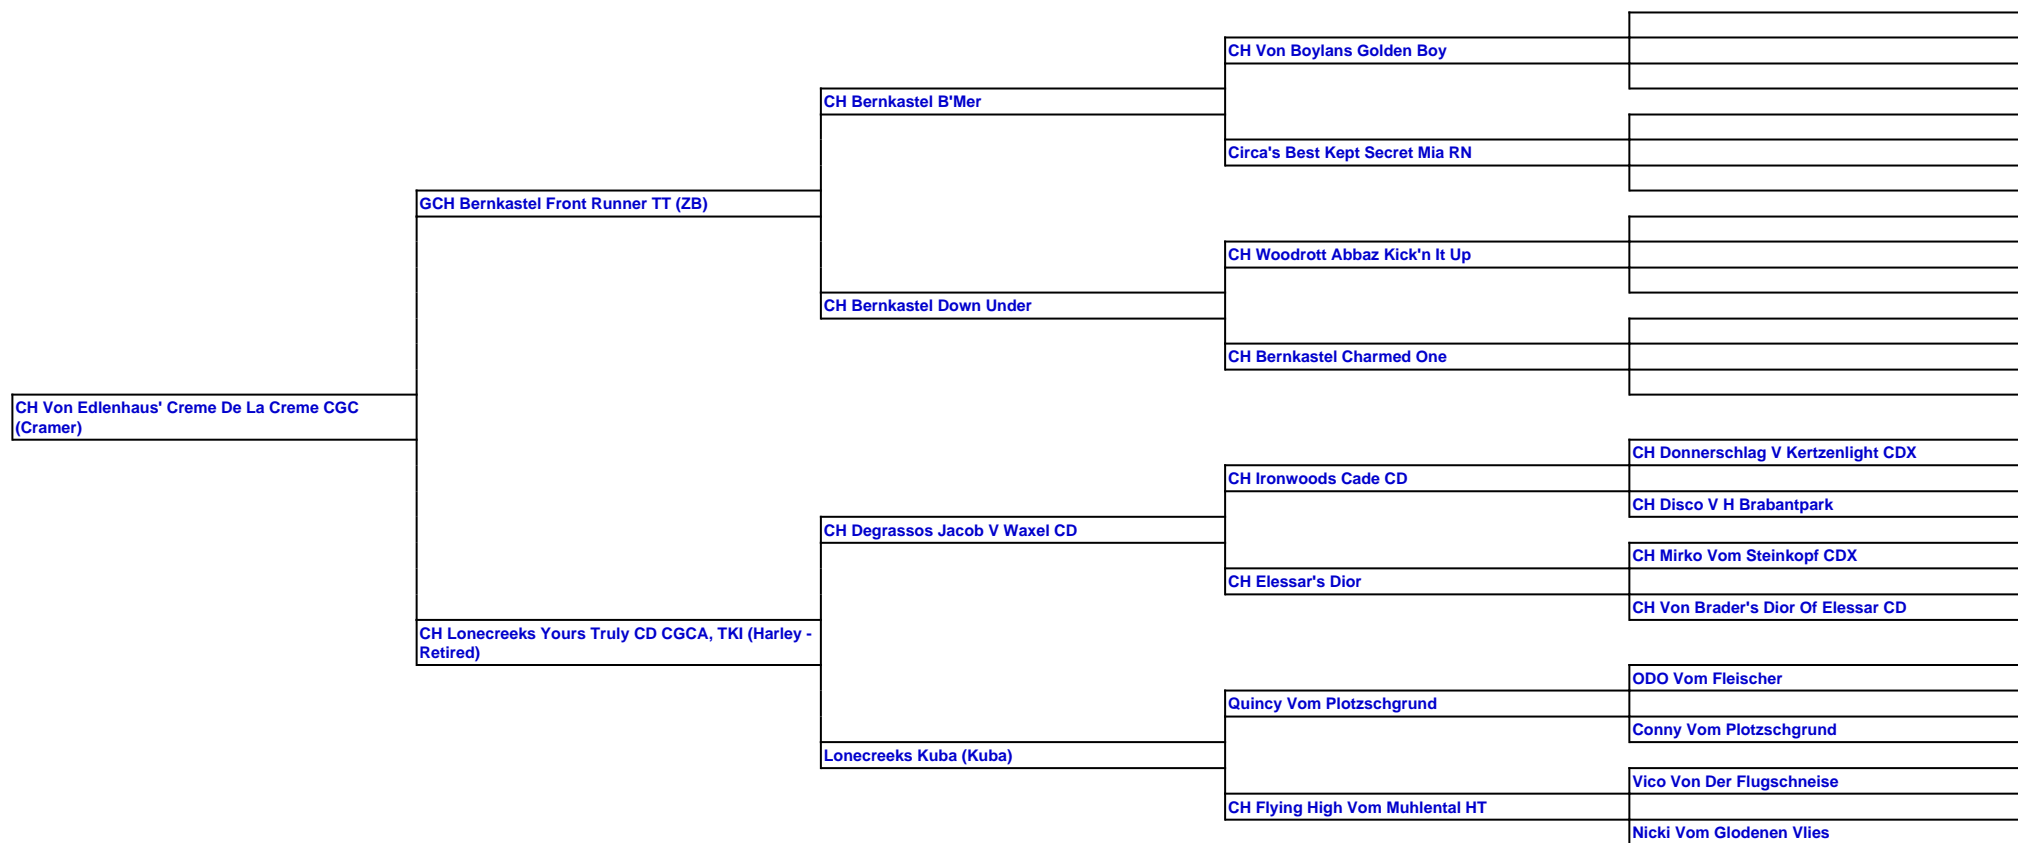 CH Von Boylans Golden Boy
CH Bernkastel B'Mer
Circa's Best Kept Secret Mia RN
GCH Bernkastel Front Runner TT (ZB)
CH Woodrott Abbaz Kick'n It Up
CH Bernkastel Down Under
CH Bernkastel Charmed One
CH Von Edlenhaus' Creme De La Creme CGC
(Cramer)
CH Donnerschlag V Kertzenlight CDX
CH Ironwoods Cade CD
CH Disco V H Brabantpark
CH Degrassos Jacob V Waxel CD
CH Mirko Vom Steinkopf CDX
CH Elessar's Dior
CH Von Brader's Dior Of Elessar CD
CH Lonecreeks Yours Truly CD CGCA, TKI (Harley -
Retired)
ODO Vom Fleischer
Quincy Vom Plotzschgrund
Conny Vom Plotzschgrund
Lonecreeks Kuba (Kuba)
Vico Von Der Flugschneise
CH Flying High Vom Muhlental HT
Nicki Vom Glodenen Vlies